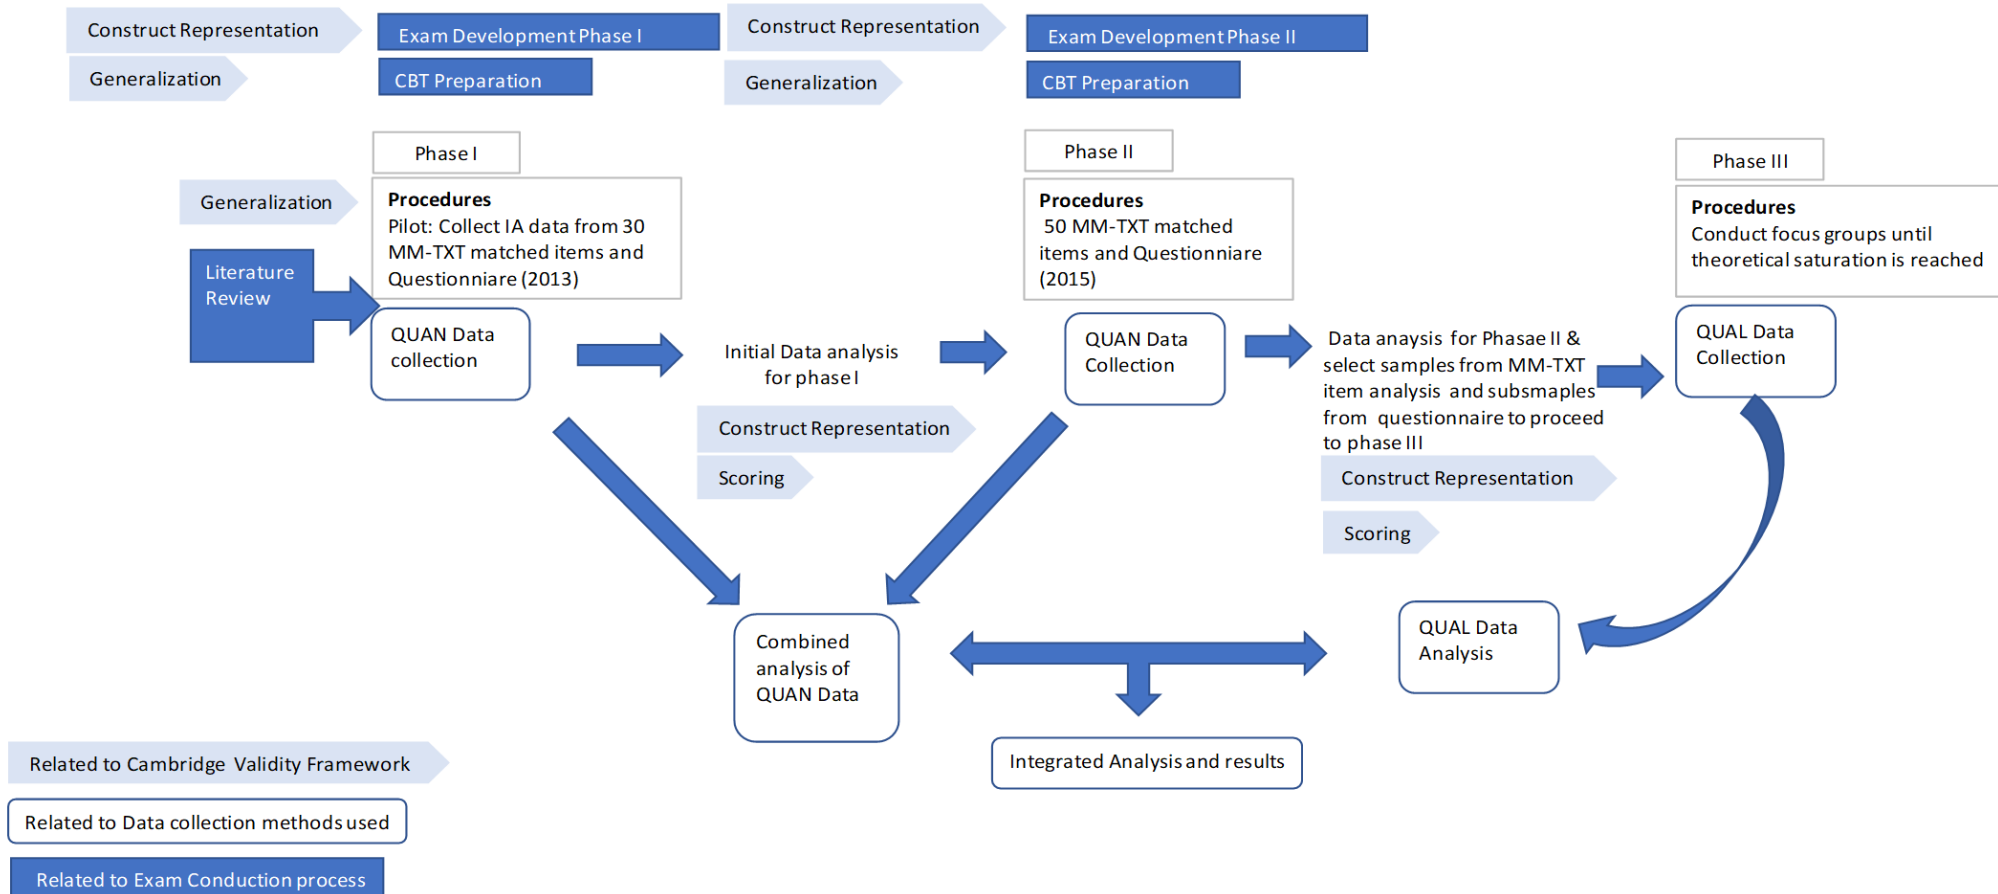 Construct Representation
Exam Development Phase I
Construct Representation
Exam Development Phase II
Generalization
CBT Preparation
Generalization
CBT Preparation
Phase I
Phase II
Phase III
Generalization
Procedures
Pilot: Collect IA data from 30
MM-TXT matched items and
Questionniare (2013)
Procedures
50 MM-TXT matched
items and Questionniare
(2015)
Procedures
Conduct focus groups until
theoretical saturation is reached
Literature
Review
QUAN Data
collection
Initial Data analysis
for phase I
QUAN Data
Collection
Data anaysis for Phasae II &
select samples from MM-TXT
item analysis and subsmaples
from questionnaire to proceed
to phase III
QUAL Data
Collection
Construct Representation
Scoring
Construct Representation
Scoring
Combined
analysis of
QUAN Data
QUAL Data
Analysis
Integrated Analysis and results
Related to Cambridge Validity Framework
Related to Data collection methods used
Related to Exam Conduction process